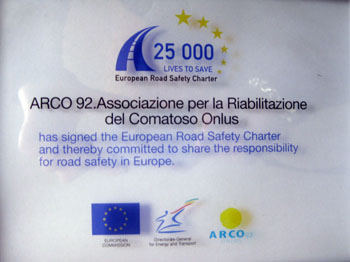 25 000
LIVES TO SAVE
European Road Safety Charter
ARCO 92.Associazione per la Riabilitazione
del Comatoso Onlus
has signed the European Road Safety Charter
and thereby committed to share the responsibility
for road safety in Europe.
EUROPEAN
COMMISSION
Directorate General
for Energy and Transport
ARCO